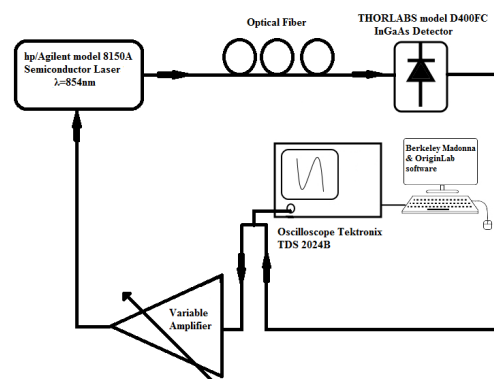 hp/Agilent model 8150A
Semiconductor Laser
λ=854nm
Optical Fiber
THORLABS model D400FC
InGaAs Detector
Berkeley Madonna
& OriginLab
software
Oscilloscope Tektronix
TDS 2024B
Variable
Amplifier